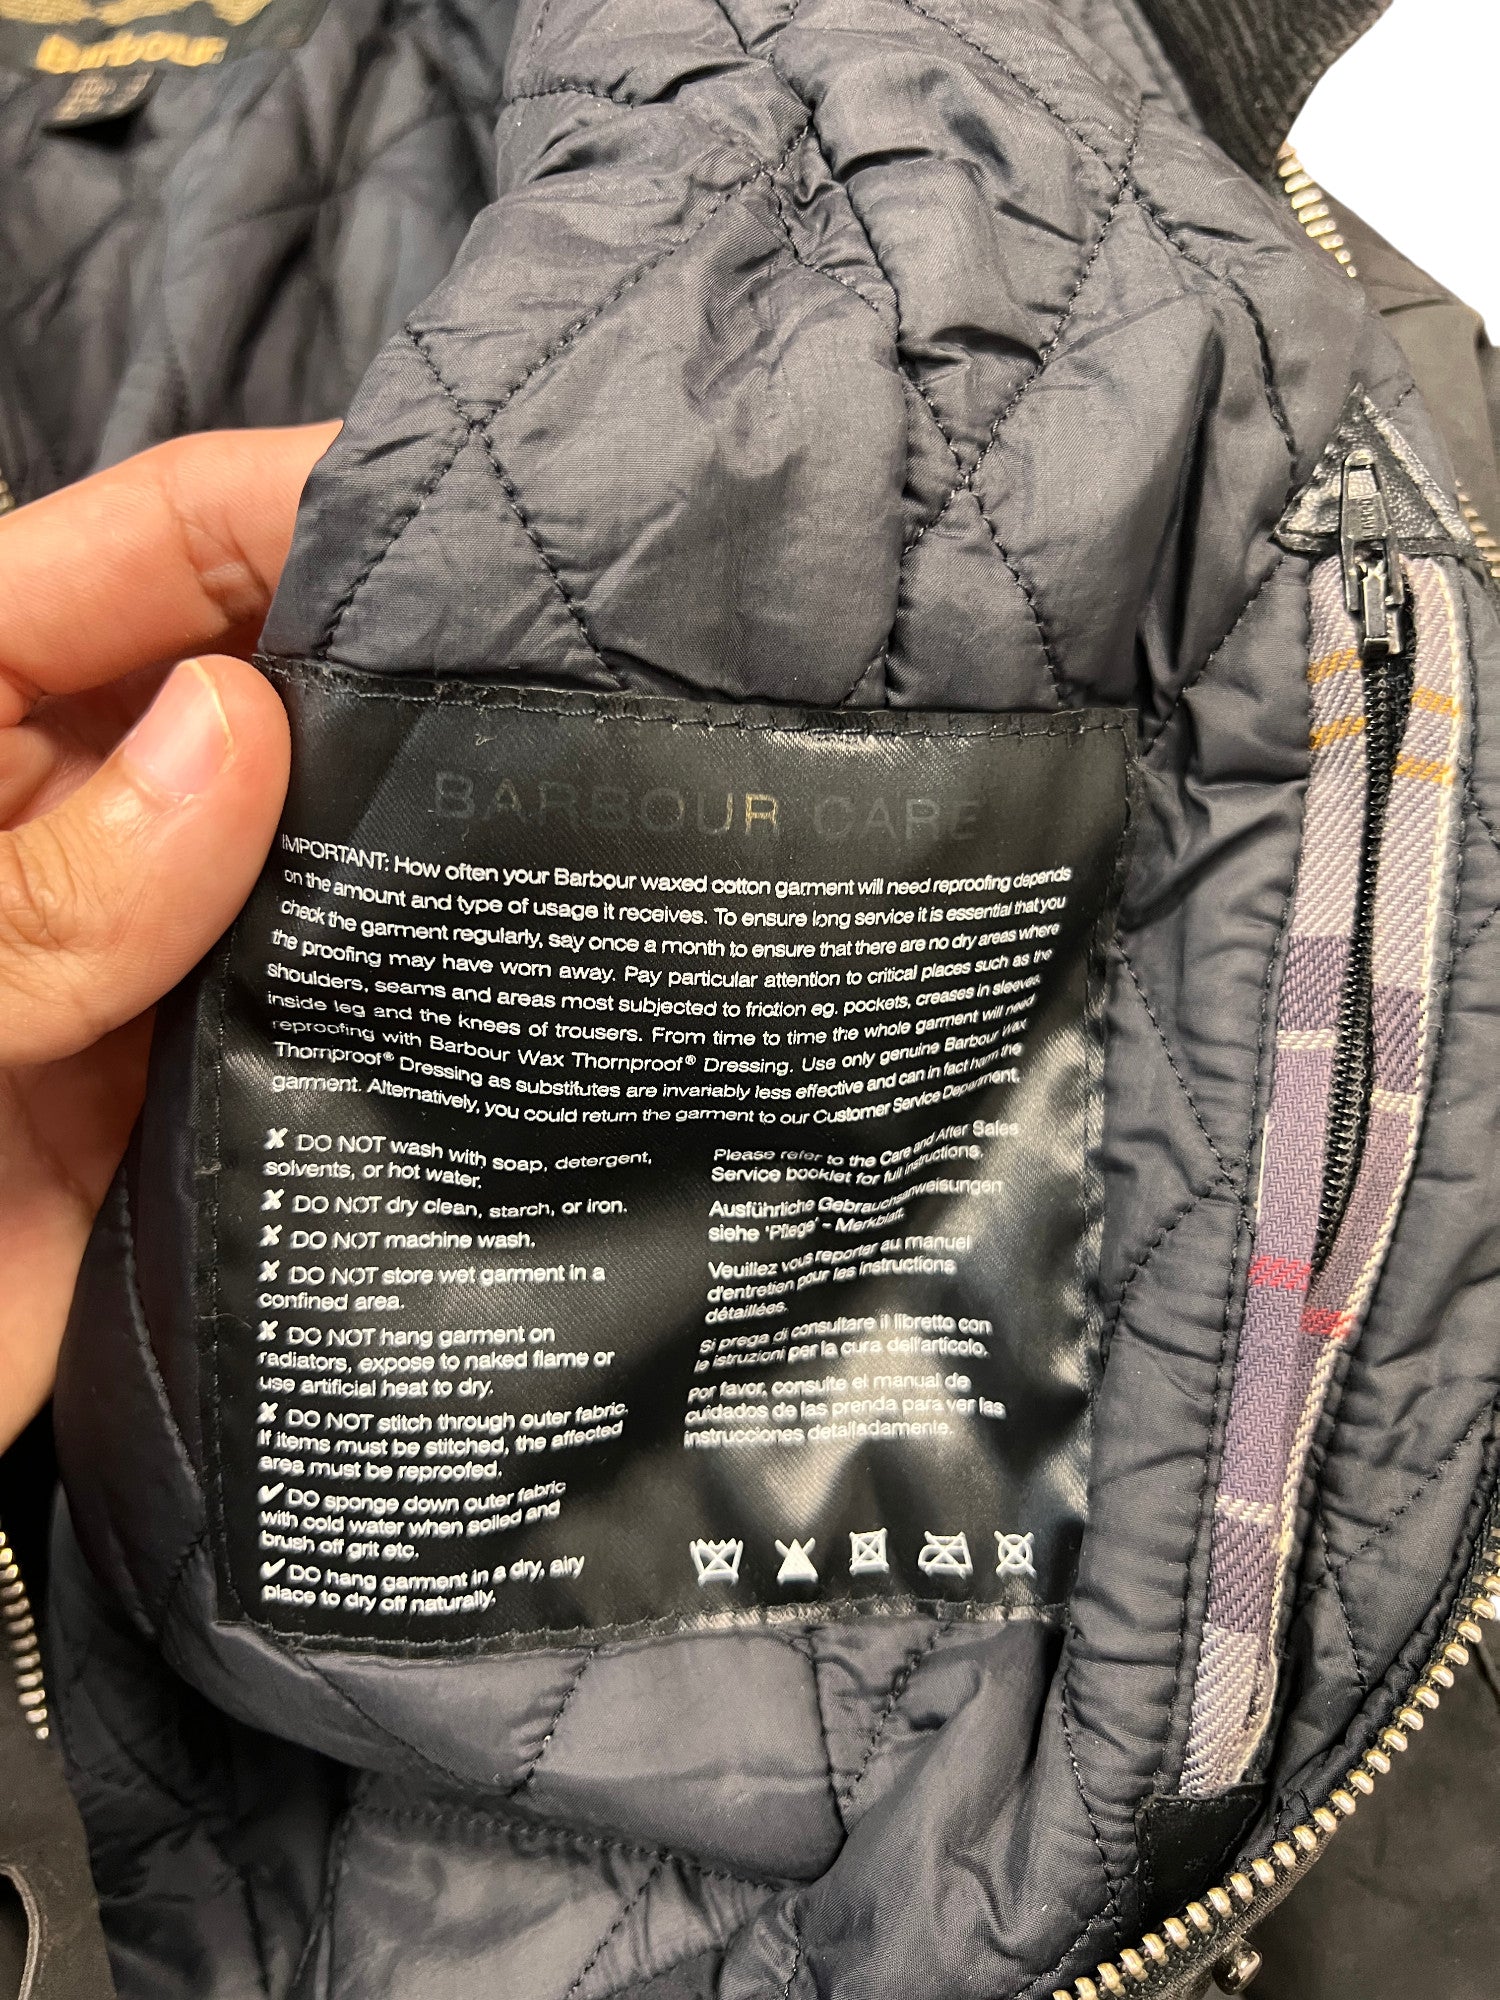 Barbour
BARBOUR CARE
IMPORTANT: How often your Barbour waxed cotton garment will need reproofing depends
on the amount and type of usage it receives. To ensure long service it is essential that you
check the garment regularly, say once a month to ensure that there are no dry areas where
the proofing may have worn away. Pay particular attention to critical places such as the
shoulders, seams and areas most subjected to friction eg. pockets, creases in sleeves
inside leg and the knees of trousers. From time to time the whole garment will need
reproofing with Barbour Wax Thornproof® Dressing. Use only genuine Barbour wax
Thornproof® Dressing as substitutes are invariably less effective and can in fact harm the
garment. Alternatively, you could return the garment to our Customer Service Department.
✘ DO NOT wash with soap, detergent,
solvents, or hot water.
✘ DO NOT dry clean, starch, or iron.
✘ DO NOT machine wash.
✘ DO NOT store wet garment in a
confined area.
✘ DO NOT hang garment on
radiators, expose to naked flame or
use artificial heat to dry.
✘ DO NOT stitch through outer fabric.
If items must be stitched, the affected
area must be reproofed.
✔ DO sponge down outer fabric
with cold water when soiled and
brush off grit etc.
✔ DO hang garment in a dry, airy
place to dry off naturally.
Please refer to the Care and After Sales
Service booklet for full instructions.
Ausführliche Gebrauchsanweisungen
siehe 'Pflege' - Merkblatt.
Veuillez vous reporter au manuel
d'entretien pour les instructions
détaillées.
Si prega di consultare il libretto con
le istruzioni per la cura dell'articolo.
Por favor, consulte el manual de
cuidados de las prenda para ver las
instrucciones detalladamente.